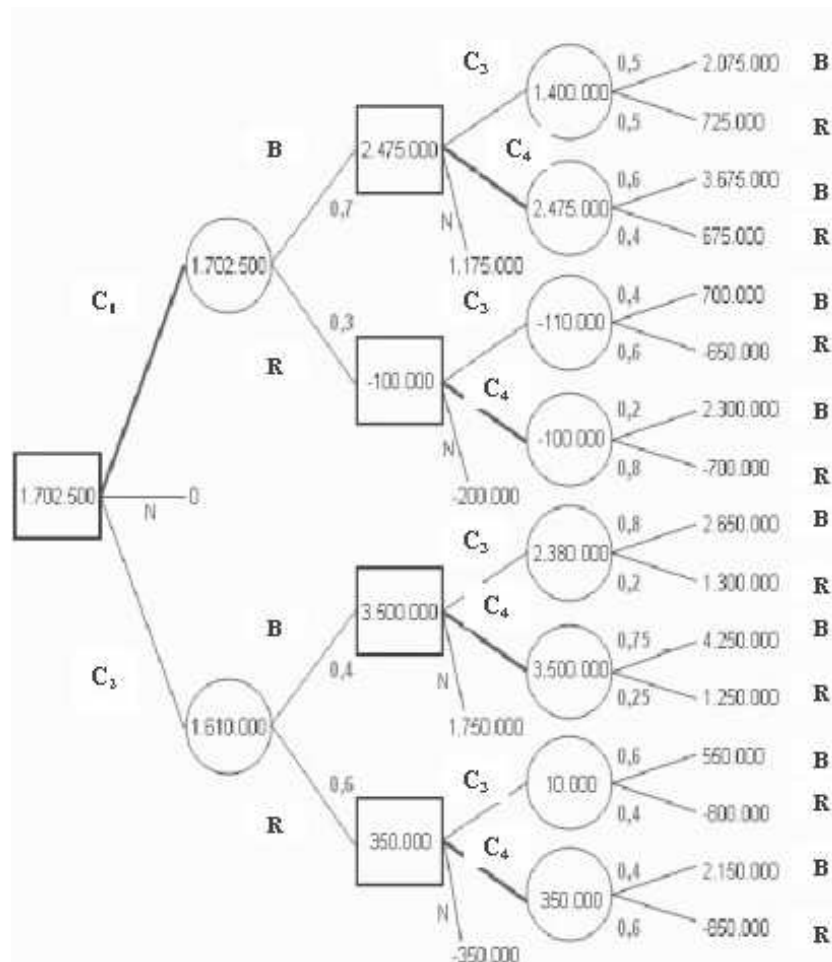 C₃
0,5
2.075.000
B
1.400.000
0,5
725.000
R
B
2.475.000
C₄
0,6
3.675.000
B
2.475.000
0,7
N
0,4
675.000
R
1.175.000
1.702.500
C₁
C₃
0,4
700.000
B
-110.000
0,3
0,6
-650.000
R
R
-100.000
C₄
0,2
2.300.000
B
-100.000
N
0,8
-700.000
R
-200.000
1.702.500
N
0
C₃
0,8
2.650.000
B
2.380.000
0,2
1.300.000
R
B
3.500.000
C₄
0,75
4.250.000
B
C₂
0,4
N
3.500.000
0,25
1.250.000
R
1.750.000
1.610.000
C₃
0,6
550.000
B
0,6
10.000
R
0,4
-800.000
R
350.000
C₄
0,4
2.150.000
B
350.000
N
0,6
-850.000
R
-350.000